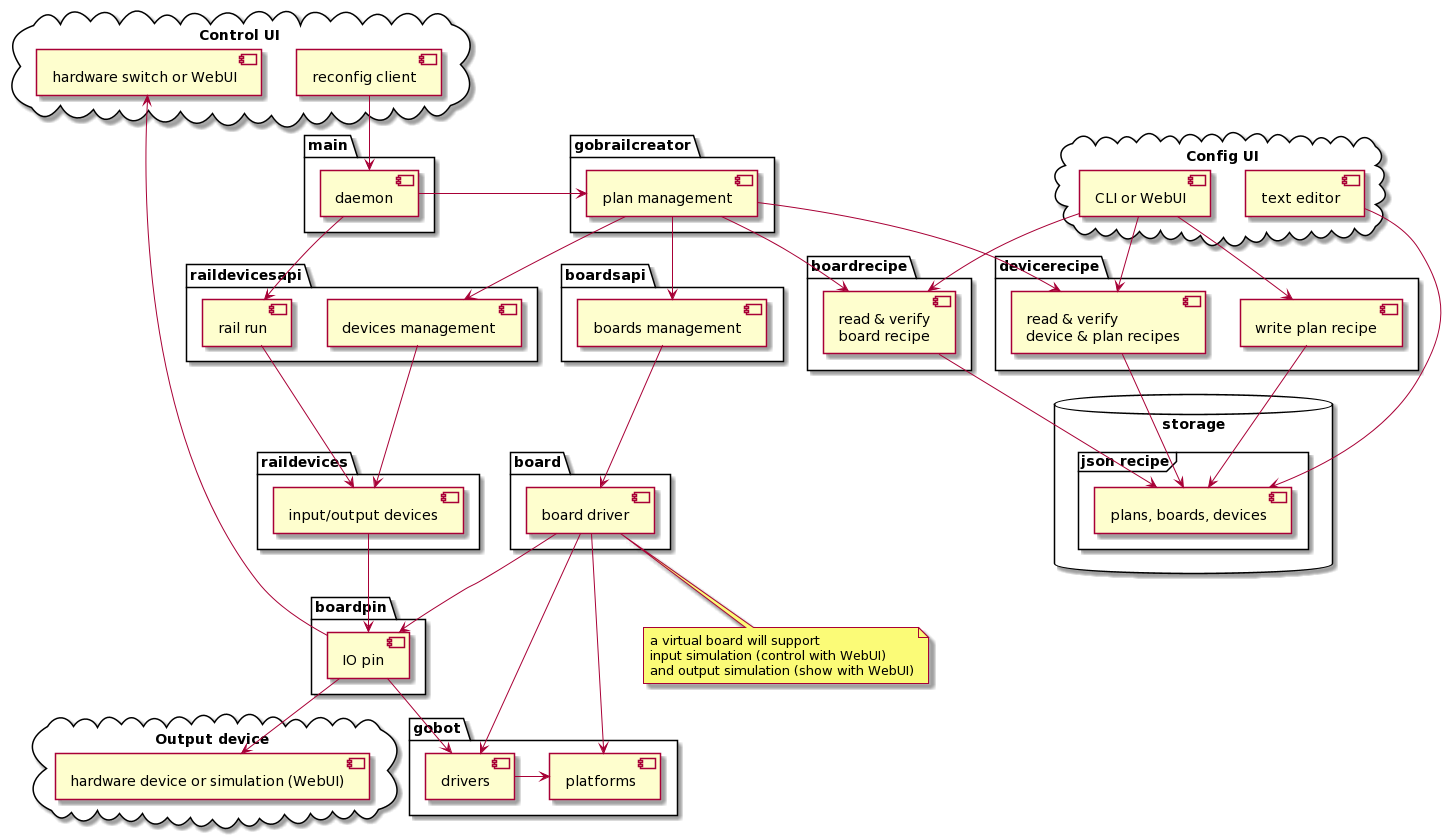 Control UI
hardware switch or WebUI
reconfig client
main
daemon
gobrailcreator
plan management
Config UI
CLI or WebUI
text editor
raildevicesapi
rail run
devices management
boardsapi
boards management
boardrecipe
read & verify
board recipe
devicerecipe
read & verify
device & plan recipes
write plan recipe
storage
json recipe
plans, boards, devices
raildevices
input/output devices
board
board driver
boardpin
IO pin
a virtual board will support
input simulation (control with WebUI)
and output simulation (show with WebUI)
Output device
hardware device or simulation (WebUI)
gobot
drivers
platforms